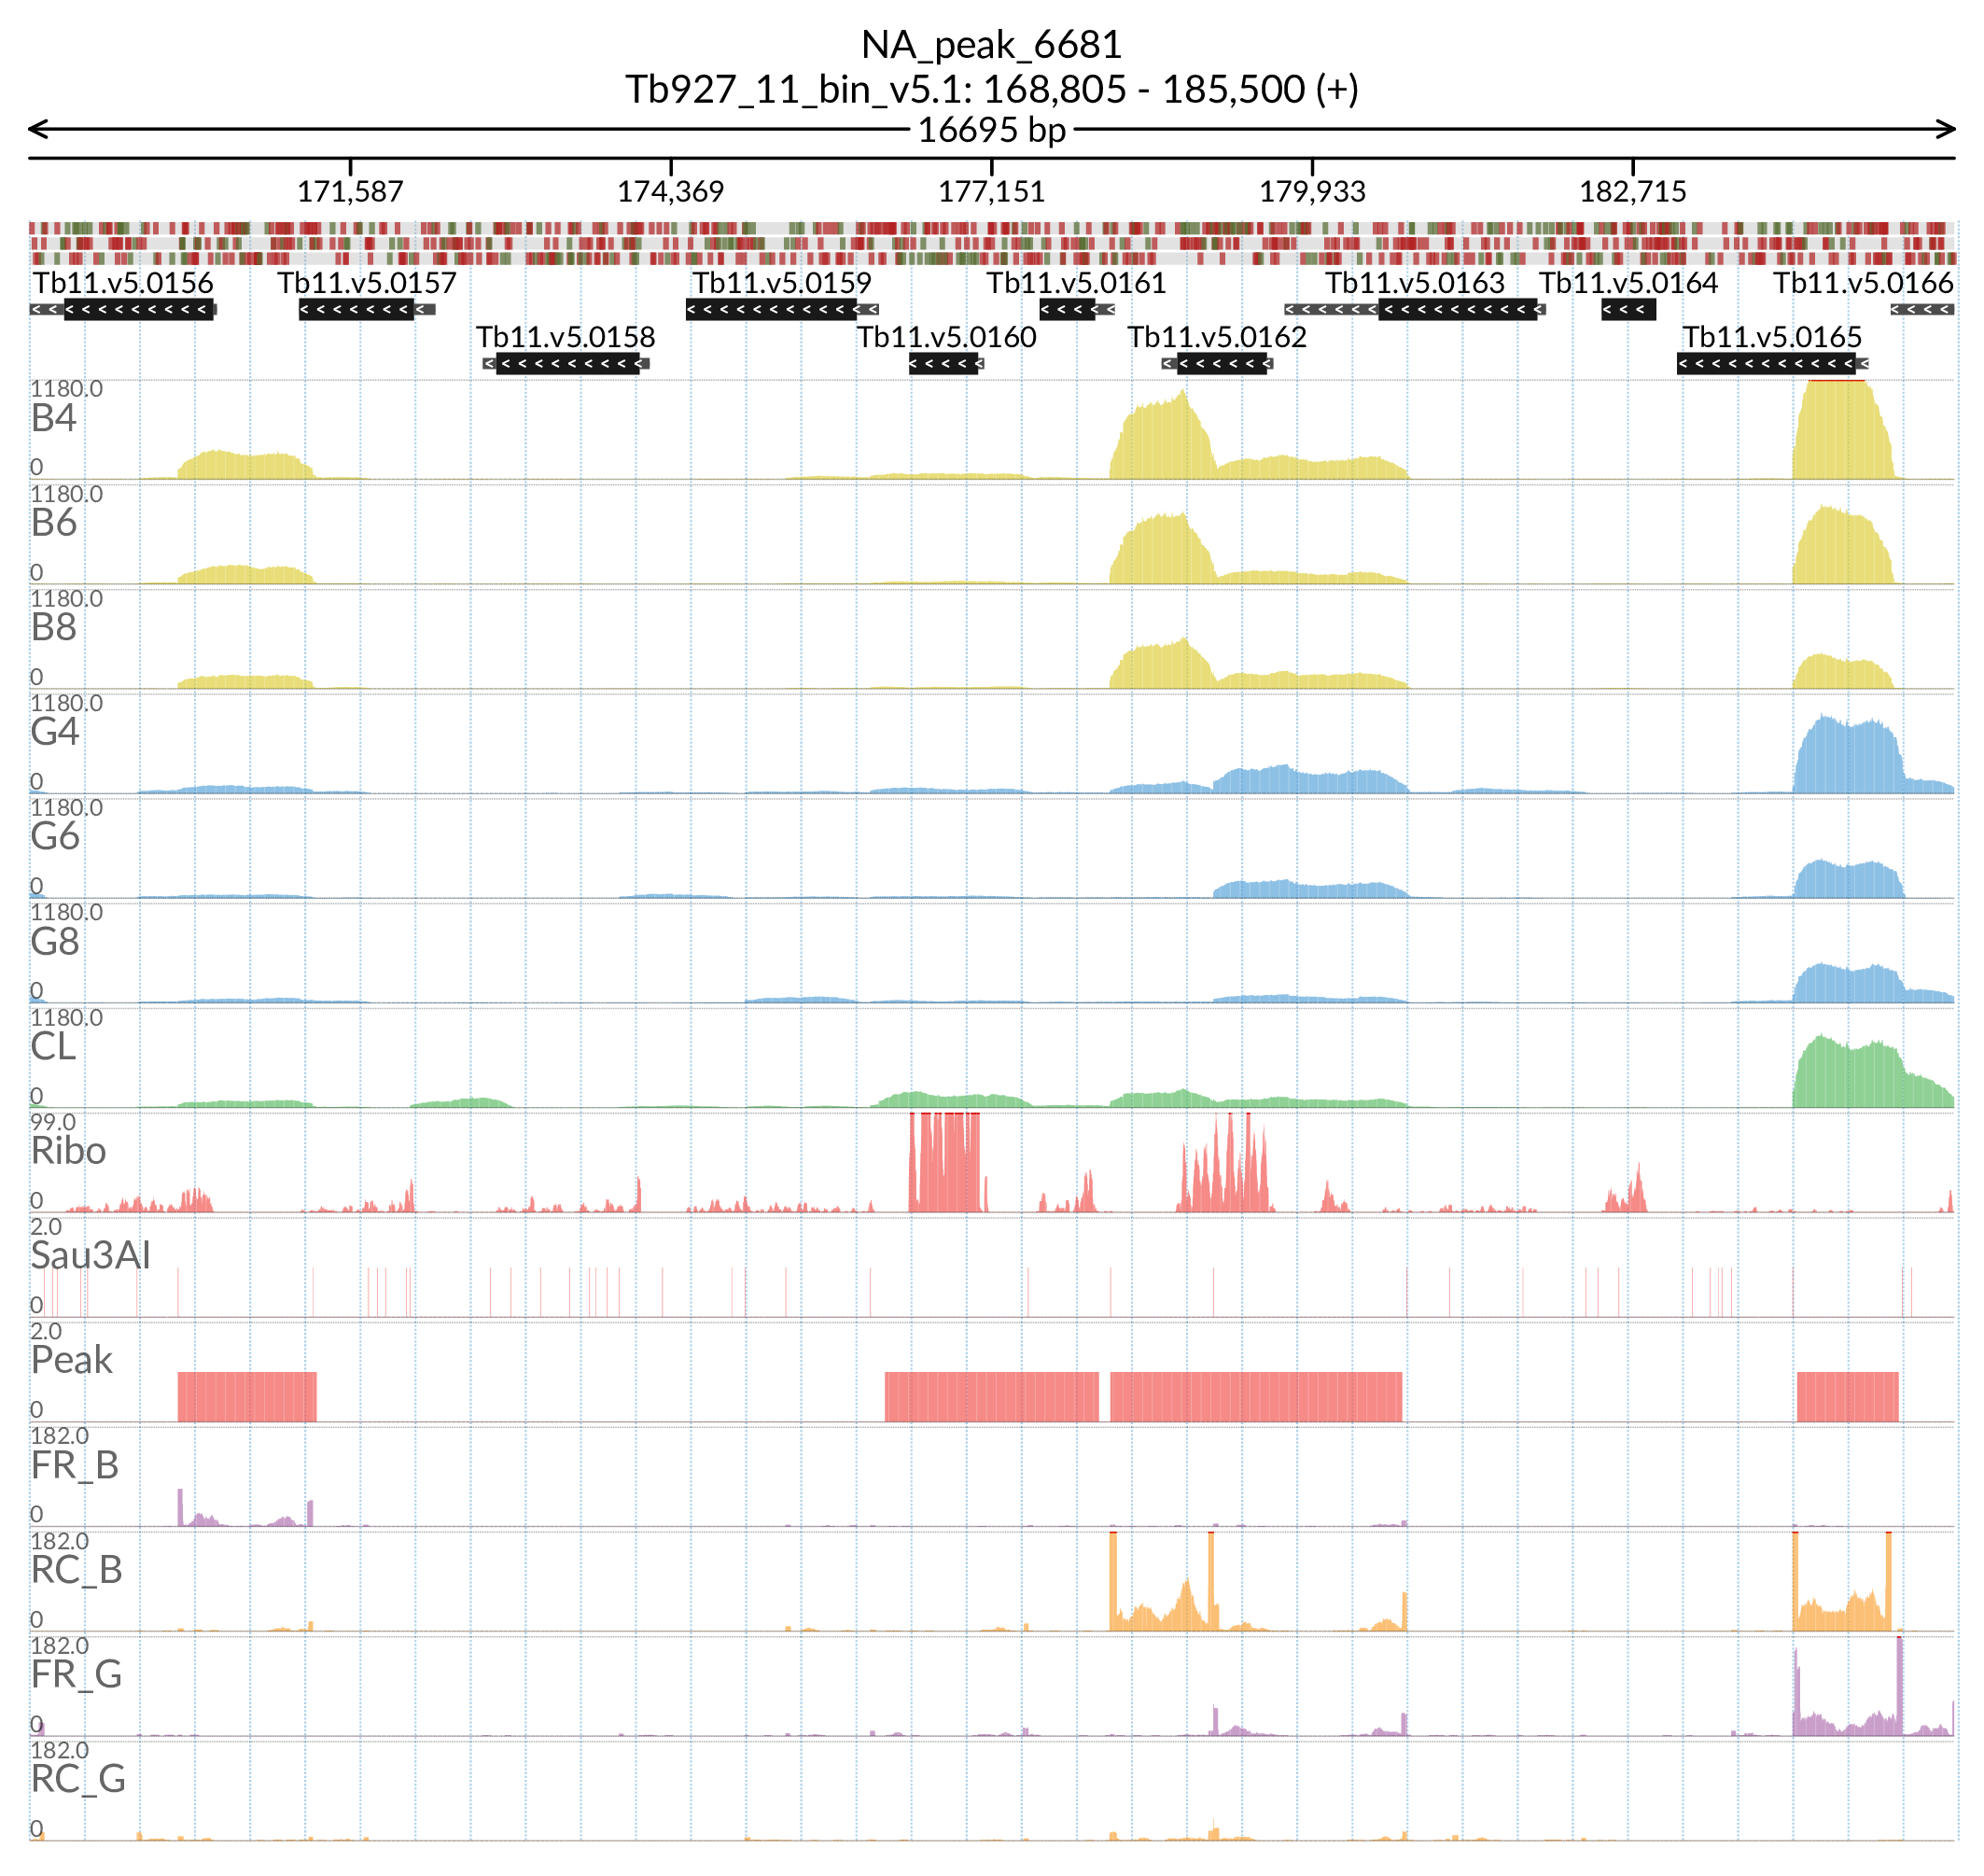 NA_peak_6681
Tb927_11_bin_v5.1: 168,805 - 185,500 (+)
16695 bp
171,587 174,369 177,151 179,933 182,715
Tb11.v5.0156 Tb11.v5.0157 Tb11.v5.0159 Tb11.v5.0161 Tb11.v5.0163 Tb11.v5.0164 Tb11.v5.0166
Tb11.v5.0158 Tb11.v5.0160 Tb11.v5.0162 Tb11.v5.0165
1180.0
B4
0
1180.0
B6
0
1180.0
B8
0
1180.0
G4
0
1180.0
G6
0
1180.0
G8
0
1180.0
CL
0
99.0
Ribo
0
2.0
Sau3AI
0
2.0
Peak
0
182.0
FR_B
0
182.0
RC_B
0
182.0
FR_G
0
182.0
RC_G
0